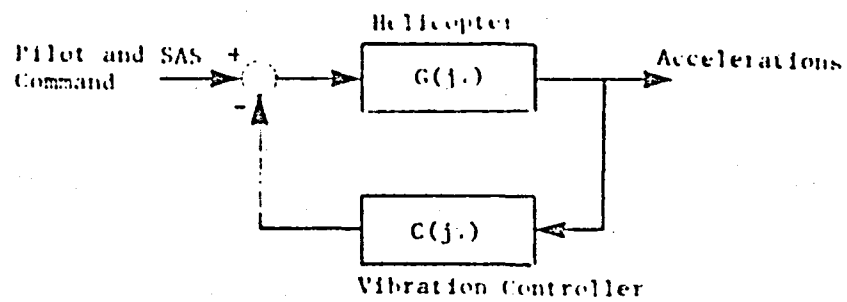 Helicopter
Pilot and SAS +
Command
G(j.)
Accelerations
-
C(j.)
Vibration Controller